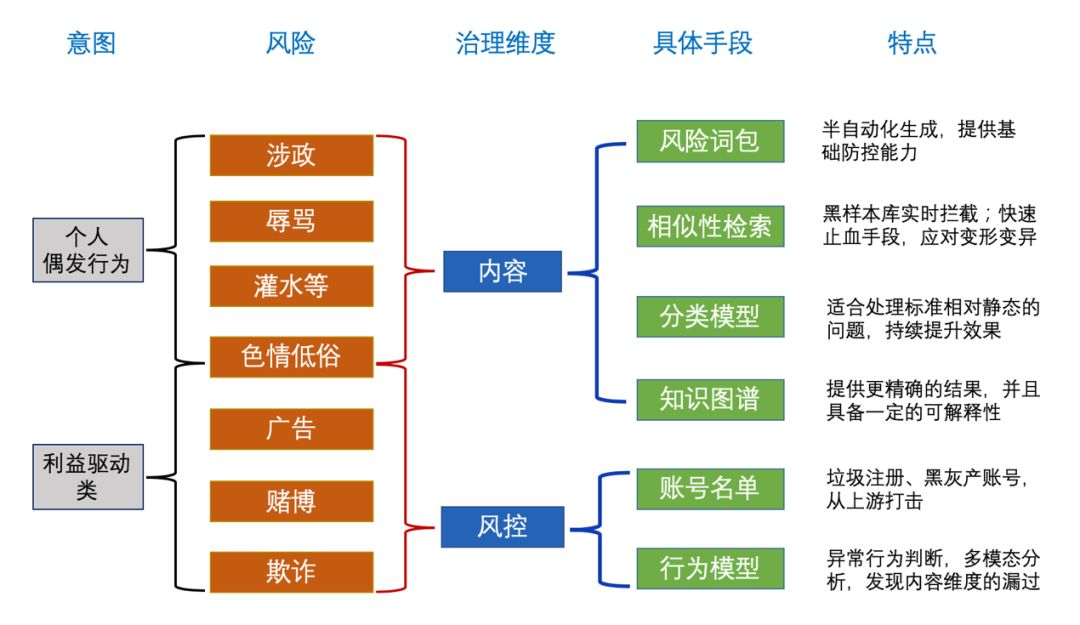 意图
风险
治理维度
具体手段
特点
个人
偶发行为
利益驱动
类
涉政
辱骂
灌水等
色情低俗
广告
赌博
欺诈
内容
风控
风险词包
半自动化生成，提供基
础防控能力
相似性检索
黑样本库实时拦截；快速
止血手段，应对变形变异
分类模型
适合处理标准相对静态的
问题，持续提升效果
知识图谱
提供更精确的结果，并且
具备一定的可解释性
账号名单
垃圾注册、黑灰产账号，
从上游打击
行为模型
异常行为判断，多模态分
析，发现内容维度的漏过